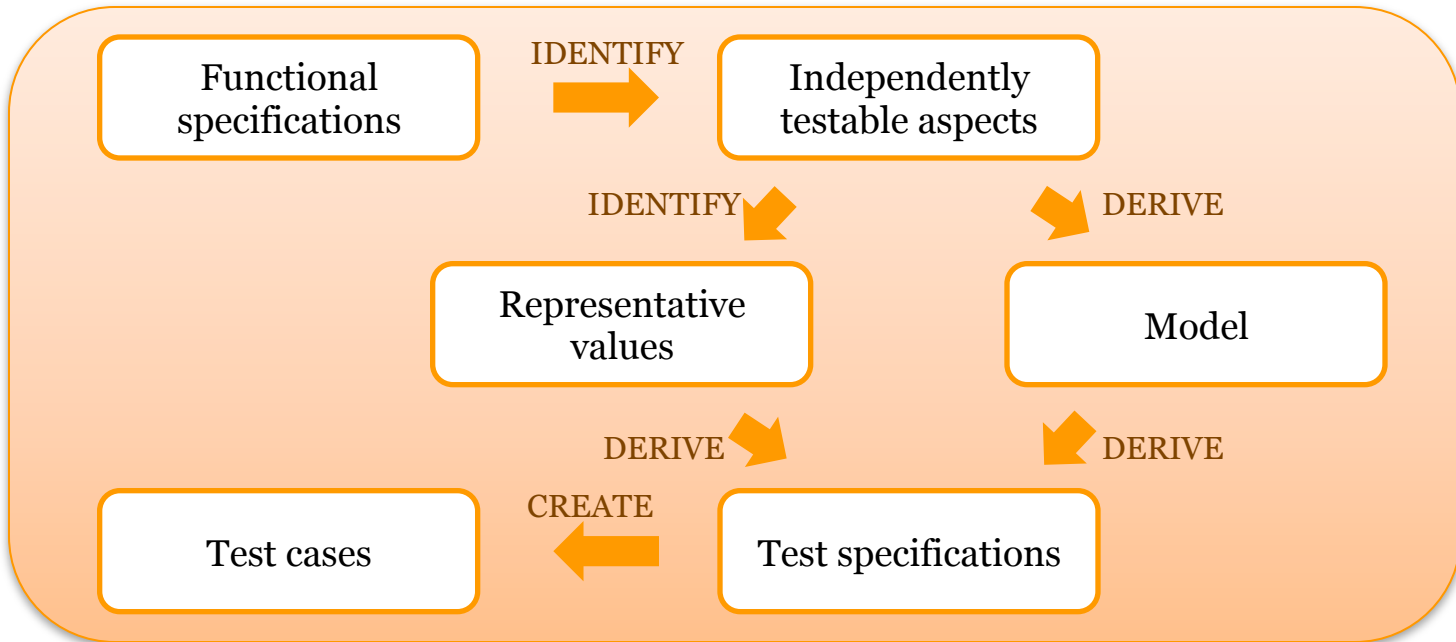 Functional
specifications
IDENTIFY
Independently
testable aspects
IDENTIFY
DERIVE
Representative
values
Model
DERIVE
DERIVE
CREATE
Test cases
Test specifications